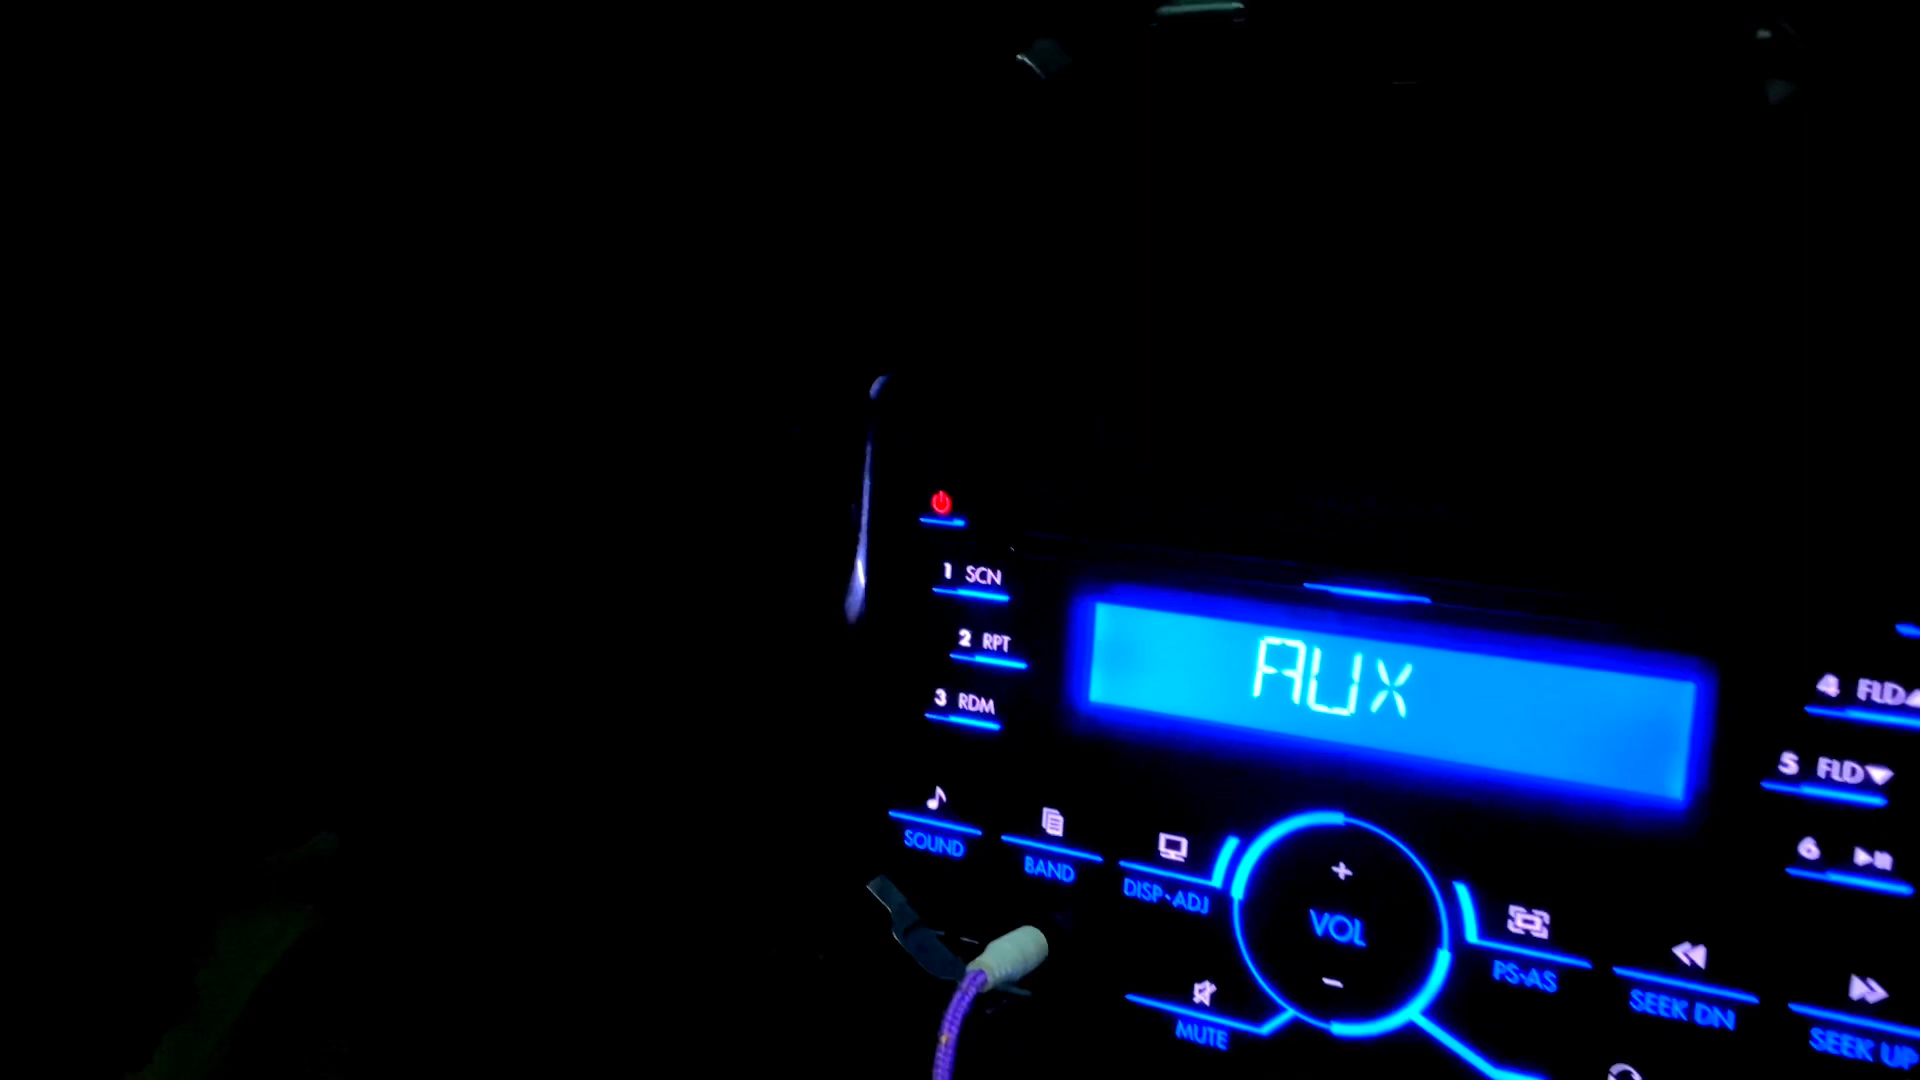 1 SCN
2 RPT
3 RDM
AUX
4 FLD▲
5 FLD▼
6
SOUND
BAND
DISP·ADJ
+
VOL
−
MUTE
PS·AS
SEEK DN
SEEK UP